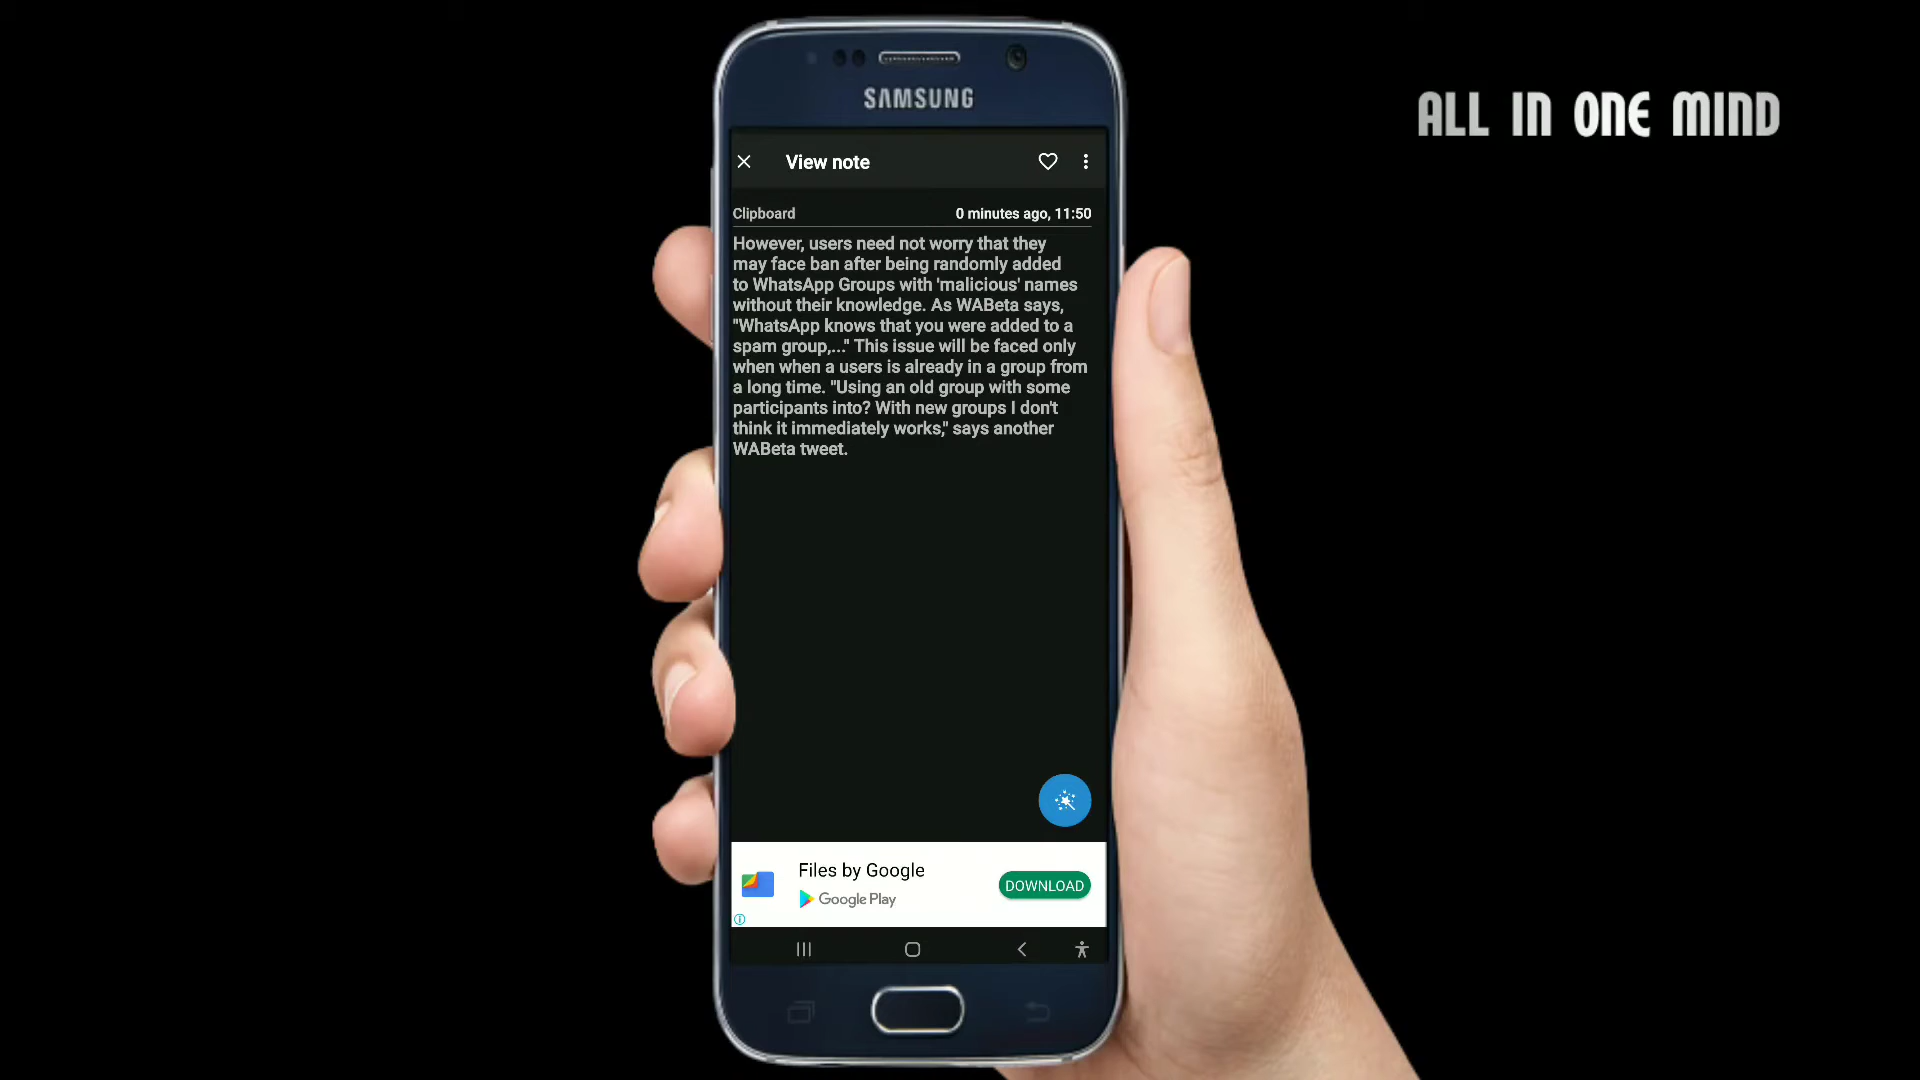 SAMSUNG
ALL IN ONE MIND
View note
Clipboard
0 minutes ago, 11:50
However, users need not worry that they
may face ban after being randomly added
to WhatsApp Groups with 'malicious' names
without their knowledge. As WABeta says,
"WhatsApp knows that you were added to a
spam group,..." This issue will be faced only
when when a users is already in a group from
a long time. "Using an old group with some
participants into? With new groups I don't
think it immediately works," says another
WABeta tweet.
Files by Google
Google Play
DOWNLOAD